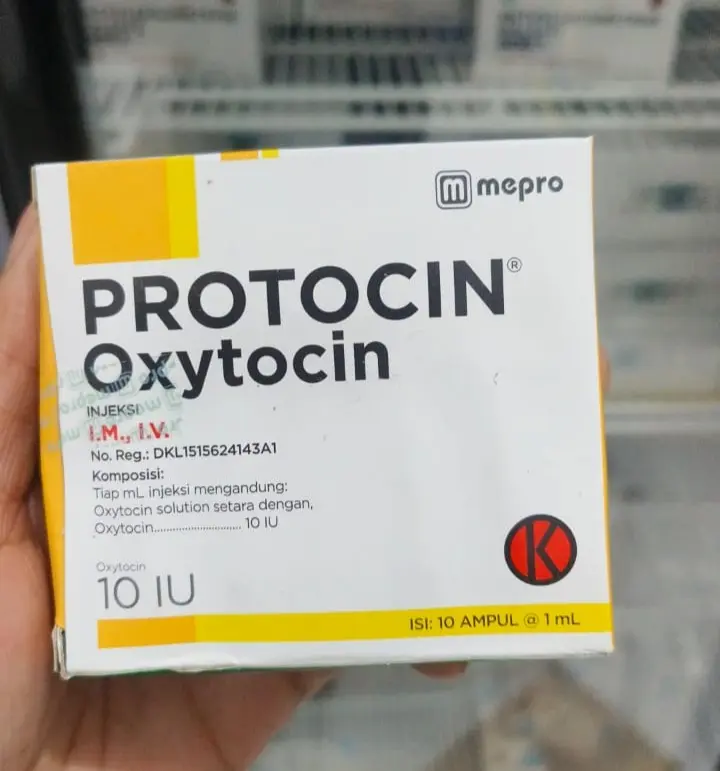 mepro
PROTOCIN®
Oxytocin
INJEKSI
I.M., I.V.
No. Reg.: DKL1515624143A1
Komposisi:
Tiap mL injeksi mengandung:
Oxytocin solution setara dengan,
Oxytocin............................ 10 IU
K
Oxytocin
10 IU
ISI: 10 AMPUL @ 1 mL